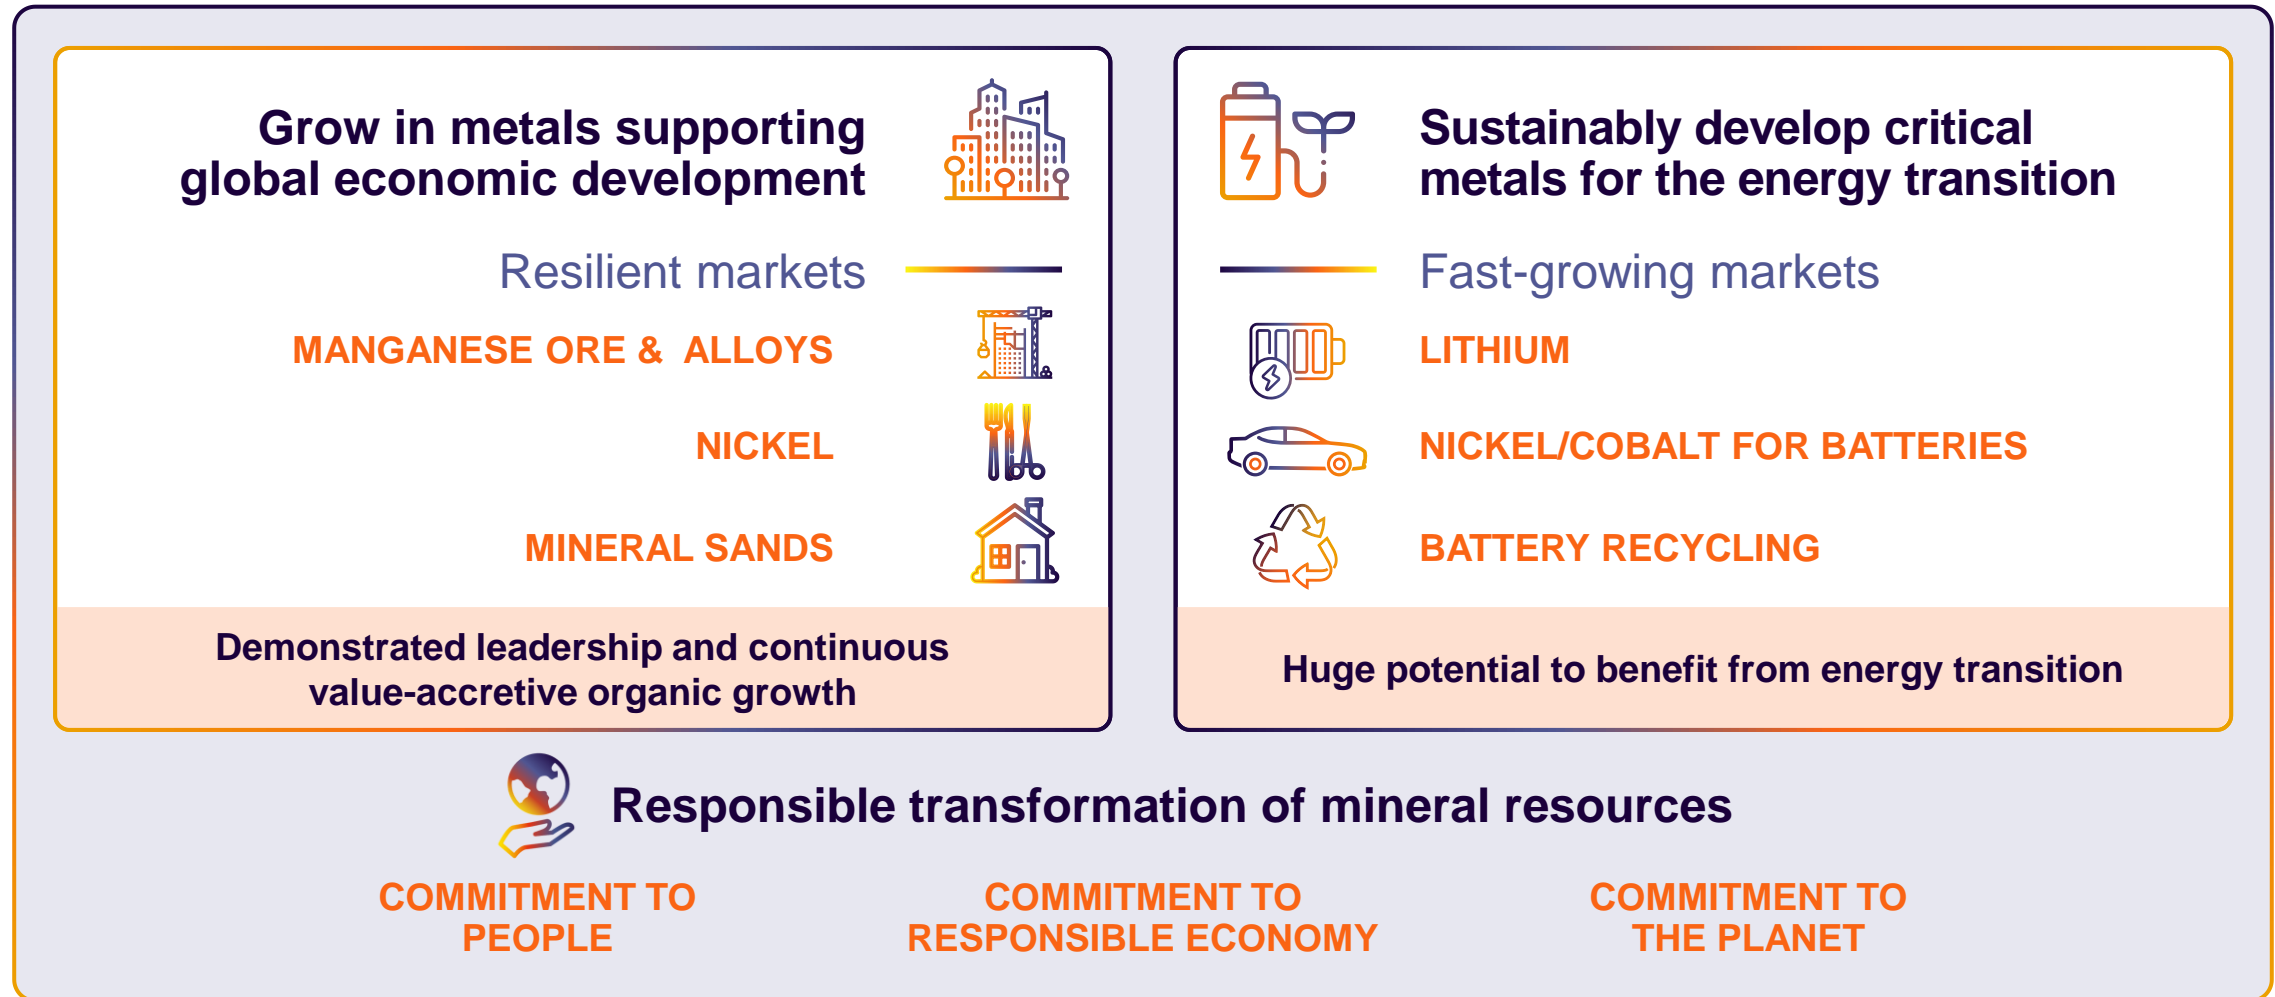 Grow in metals supporting
global economic development
Resilient markets
MANGANESE ORE & ALLOYS
NICKEL
MINERAL SANDS
Demonstrated leadership and continuous
value-accretive organic growth
Sustainably develop critical
metals for the energy transition
Fast-growing markets
LITHIUM
NICKEL/COBALT FOR BATTERIES
BATTERY RECYCLING
Huge potential to benefit from energy transition
Responsible transformation of mineral resources
COMMITMENT TO
PEOPLE
COMMITMENT TO
RESPONSIBLE ECONOMY
COMMITMENT TO
THE PLANET